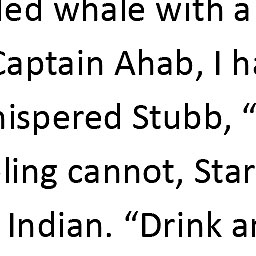 led whale with a
Captain Ahab, I ha
hispered Stubb, “
ling cannot, Star
Indian. “Drink ar